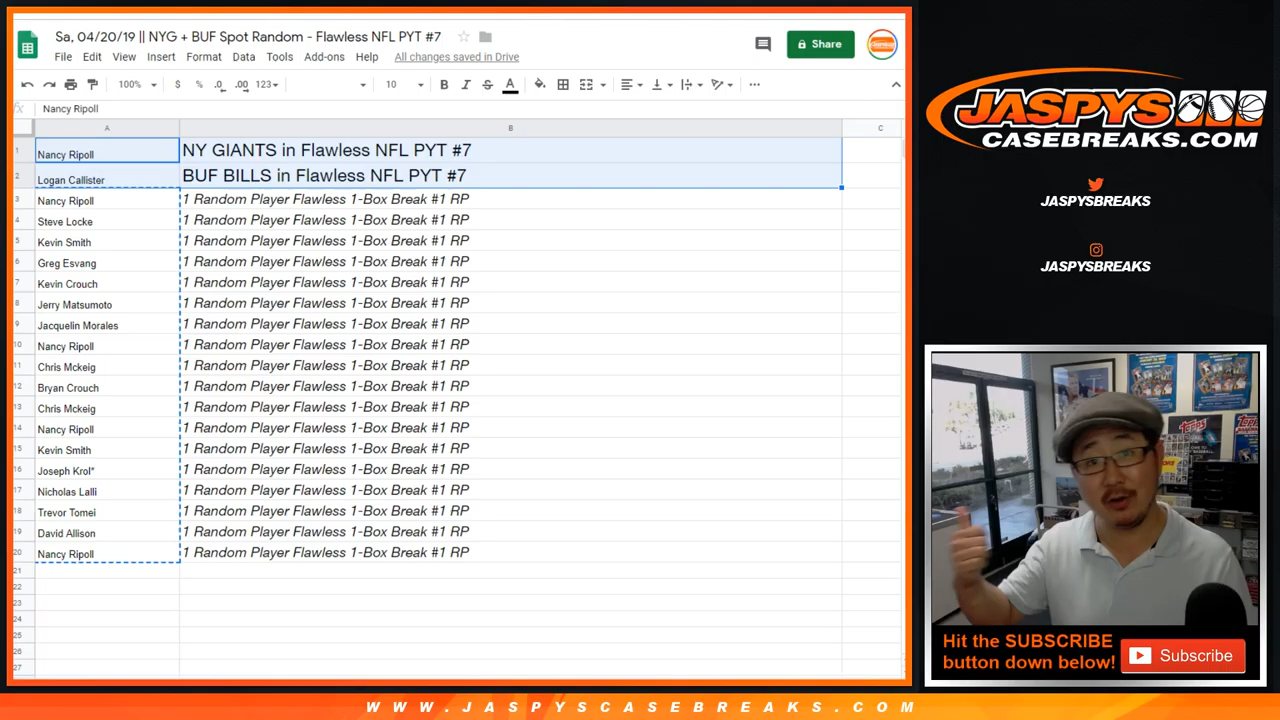 Sa, 04/20/19 || NYG + BUF Spot Random - Flawless NFL PYT #7
File Edit View Insert Format Data Tools Add-ons Help All changes saved in Drive
Share
100% $ % .0 .00 123 10 B I S A
fx Nancy Ripoll
A B C
1 Nancy Ripoll NY GIANTS in Flawless NFL PYT #7
2 Logan Callister BUF BILLS in Flawless NFL PYT #7
3 Nancy Ripoll 1 Random Player Flawless 1-Box Break #1 RP
4 Steve Locke 1 Random Player Flawless 1-Box Break #1 RP
5 Kevin Smith 1 Random Player Flawless 1-Box Break #1 RP
6 Greg Esvang 1 Random Player Flawless 1-Box Break #1 RP
7 Kevin Crouch 1 Random Player Flawless 1-Box Break #1 RP
8 Jerry Matsumoto 1 Random Player Flawless 1-Box Break #1 RP
9 Jacquelin Morales 1 Random Player Flawless 1-Box Break #1 RP
10 Nancy Ripoll 1 Random Player Flawless 1-Box Break #1 RP
11 Chris Mckeig 1 Random Player Flawless 1-Box Break #1 RP
12 Bryan Crouch 1 Random Player Flawless 1-Box Break #1 RP
13 Chris Mckeig 1 Random Player Flawless 1-Box Break #1 RP
14 Nancy Ripoll 1 Random Player Flawless 1-Box Break #1 RP
15 Kevin Smith 1 Random Player Flawless 1-Box Break #1 RP
16 Joseph Krol* 1 Random Player Flawless 1-Box Break #1 RP
17 Nicholas Lalli 1 Random Player Flawless 1-Box Break #1 RP
18 Trevor Tomei 1 Random Player Flawless 1-Box Break #1 RP
19 David Allison 1 Random Player Flawless 1-Box Break #1 RP
20 Nancy Ripoll 1 Random Player Flawless 1-Box Break #1 RP
21
22
23
24
25
26
27
JASPYS
CASEBREAKS.COM
JASPYSBREAKS
JASPYSBREAKS
TOPPS
Topps
Hit the SUBSCRIBE
button down below!
Subscribe
WWW.JASPYSCASEBREAKS.COM